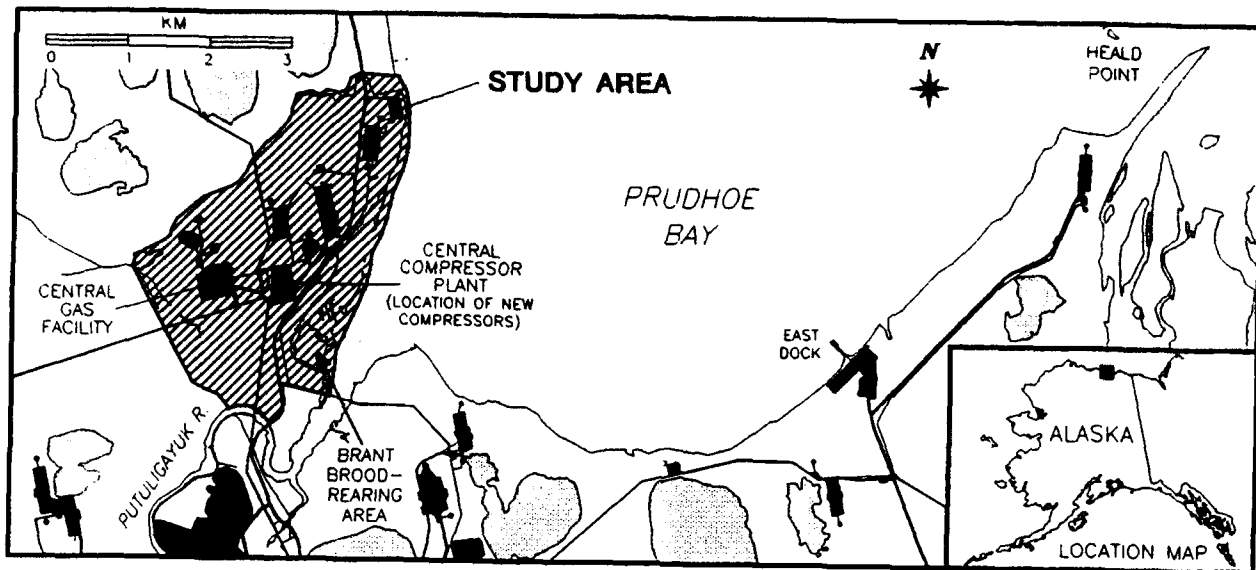 KM
0 1 2 3
STUDY AREA
N
HEALD
POINT
PRUDHOE
BAY
CENTRAL
GAS
FACILITY
CENTRAL
COMPRESSOR
PLANT
(LOCATION OF NEW
COMPRESSORS)
EAST
DOCK
PUTULIGAYUK R.
BRANT
BROOD-
REARING
AREA
ALASKA
LOCATION MAP